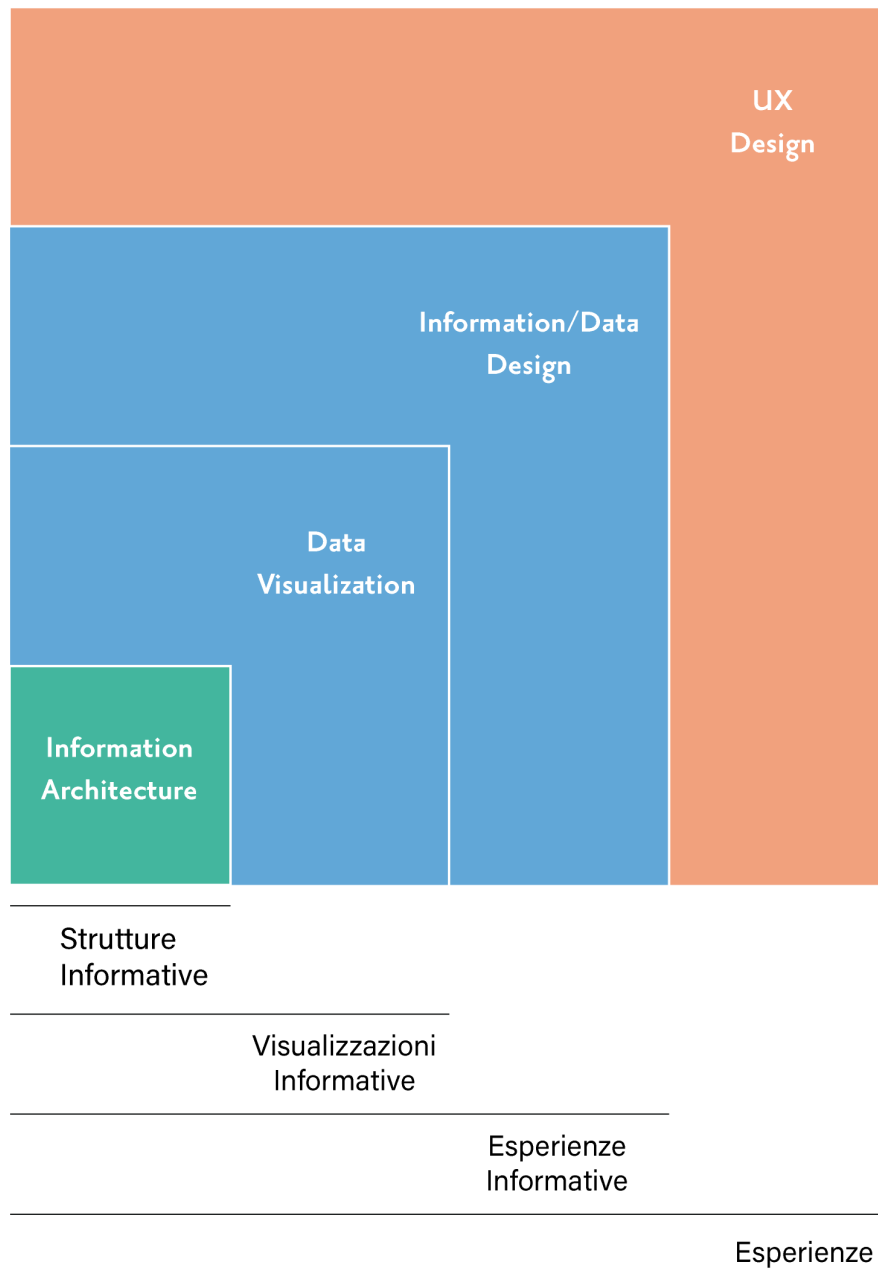 UX
Design
Information/Data
Design
Data
Visualization
Information
Architecture
Strutture
Informative
Visualizzazioni
Informative
Esperienze
Informative
Esperienze